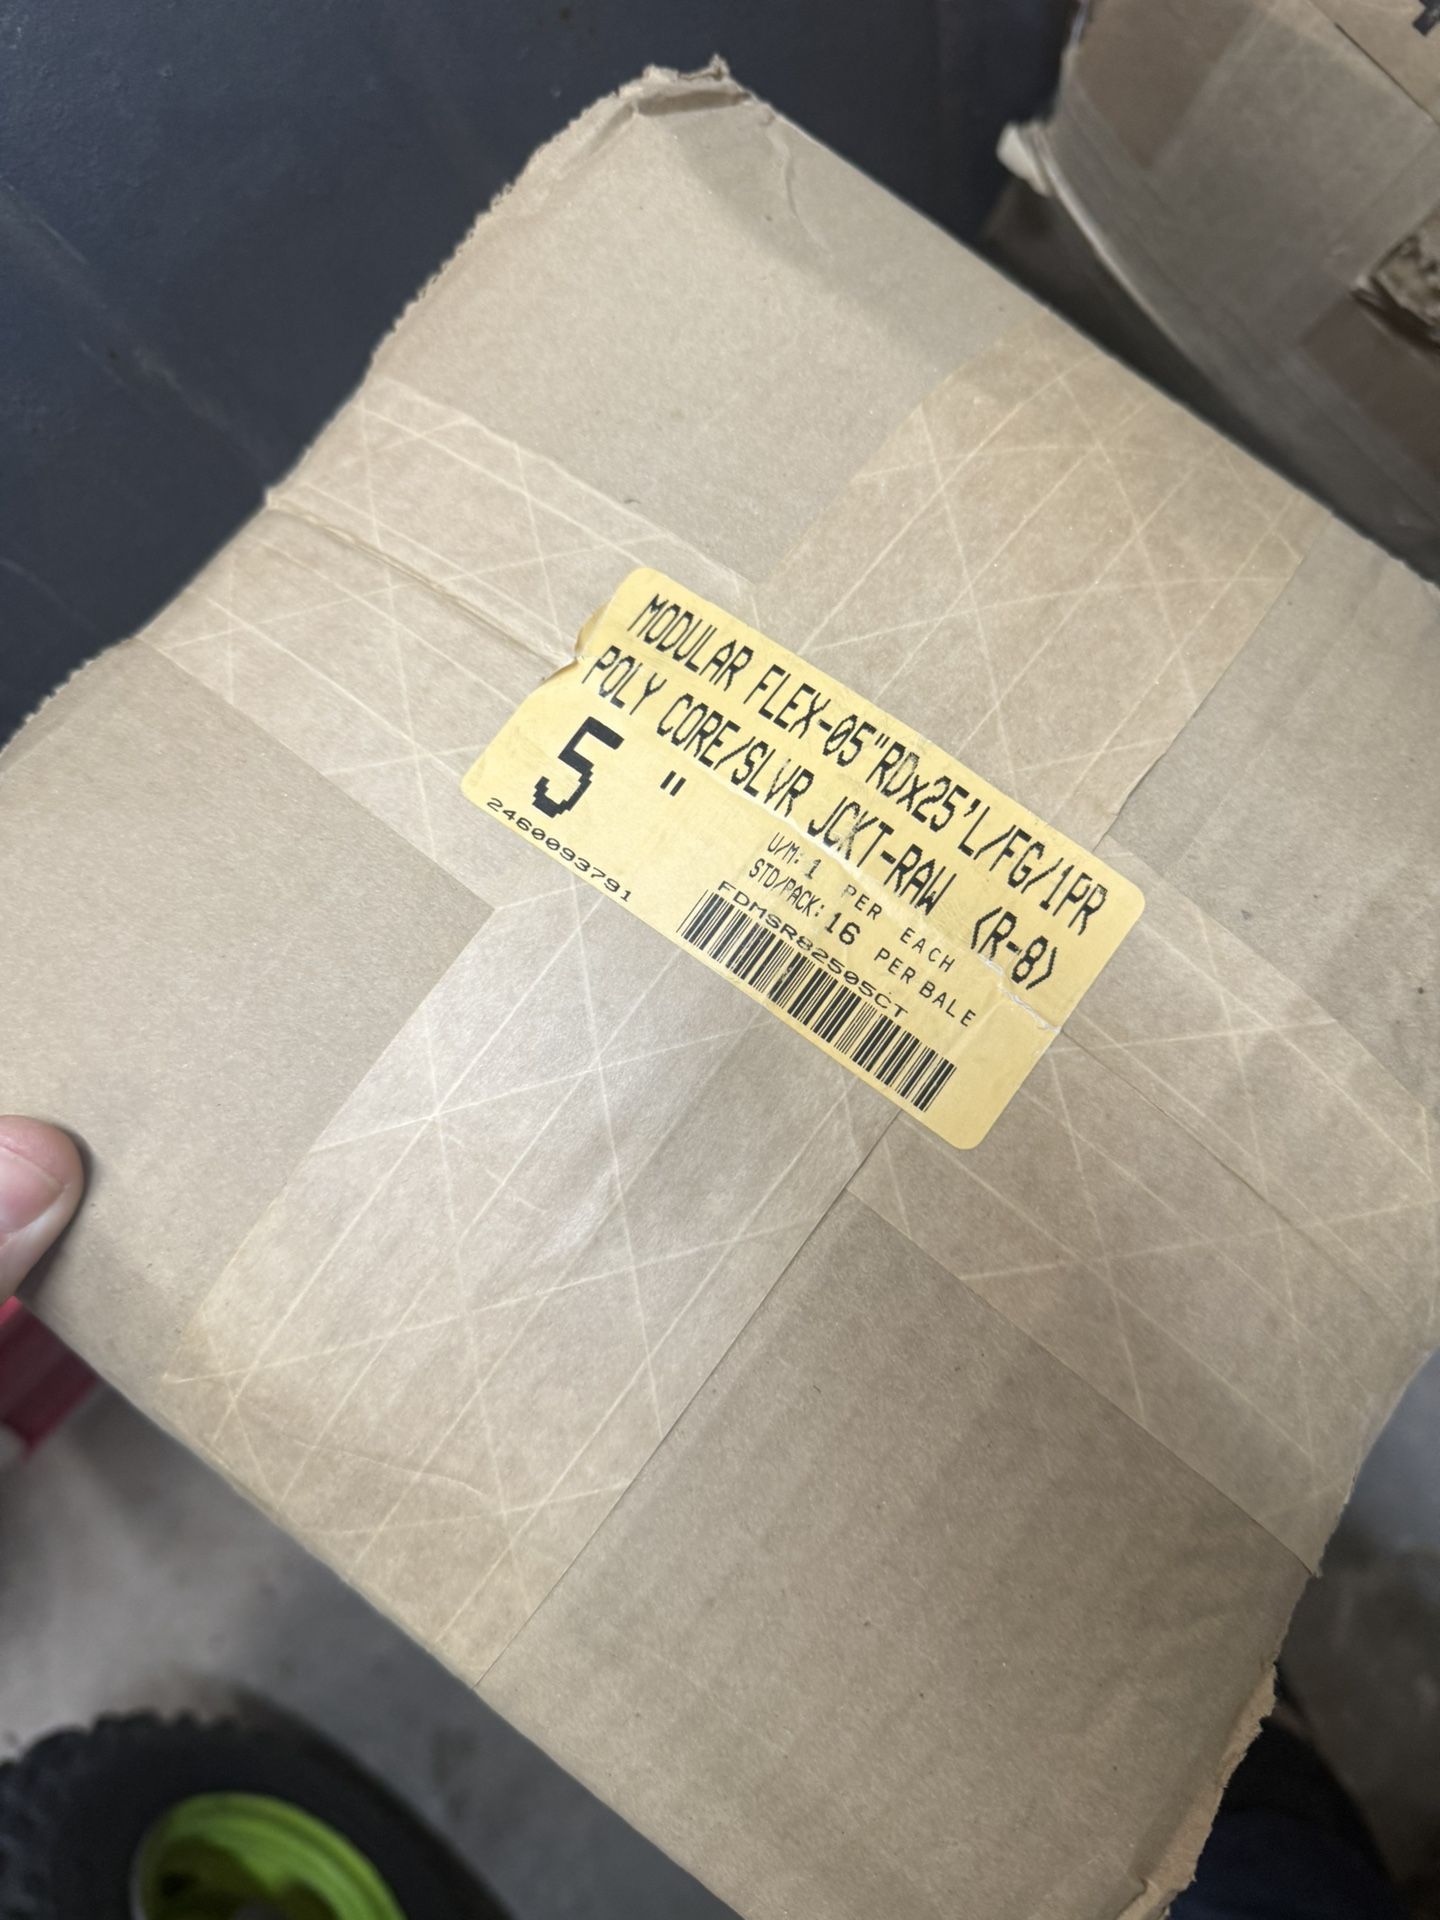 MODULAR FLEX-05"RDx25'L/FG/1PR
POLY CORE/SLVR JCKT-RAW (R-8)
5 "
U/M: 1 PER EACH
STD/PACK: 16 PER BALE
2460093791
FDMSR82505CT